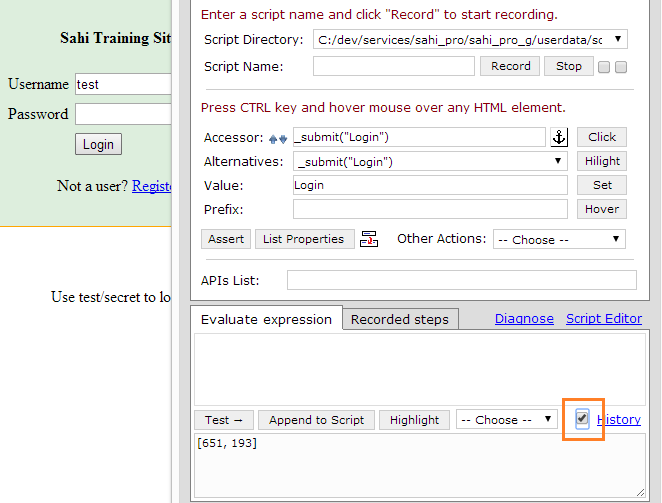 Sahi Training Sit
Username test
Password
Login
Not a user? Registe
Use test/secret to lo
Enter a script name and click "Record" to start recording.
Script Directory: C:/dev/services/sahi_pro/sahi_pro_g/userdata/sc
Script Name: Record Stop
Press CTRL key and hover mouse over any HTML element.
Accessor: _submit("Login") Click
Alternatives: _submit("Login") Hilight
Value: Login Set
Prefix: Hover
Assert List Properties Other Actions: -- Choose --
APIs List:
Evaluate expression Recorded steps Diagnose Script Editor
Test → Append to Script Highlight -- Choose -- History
[651, 193]